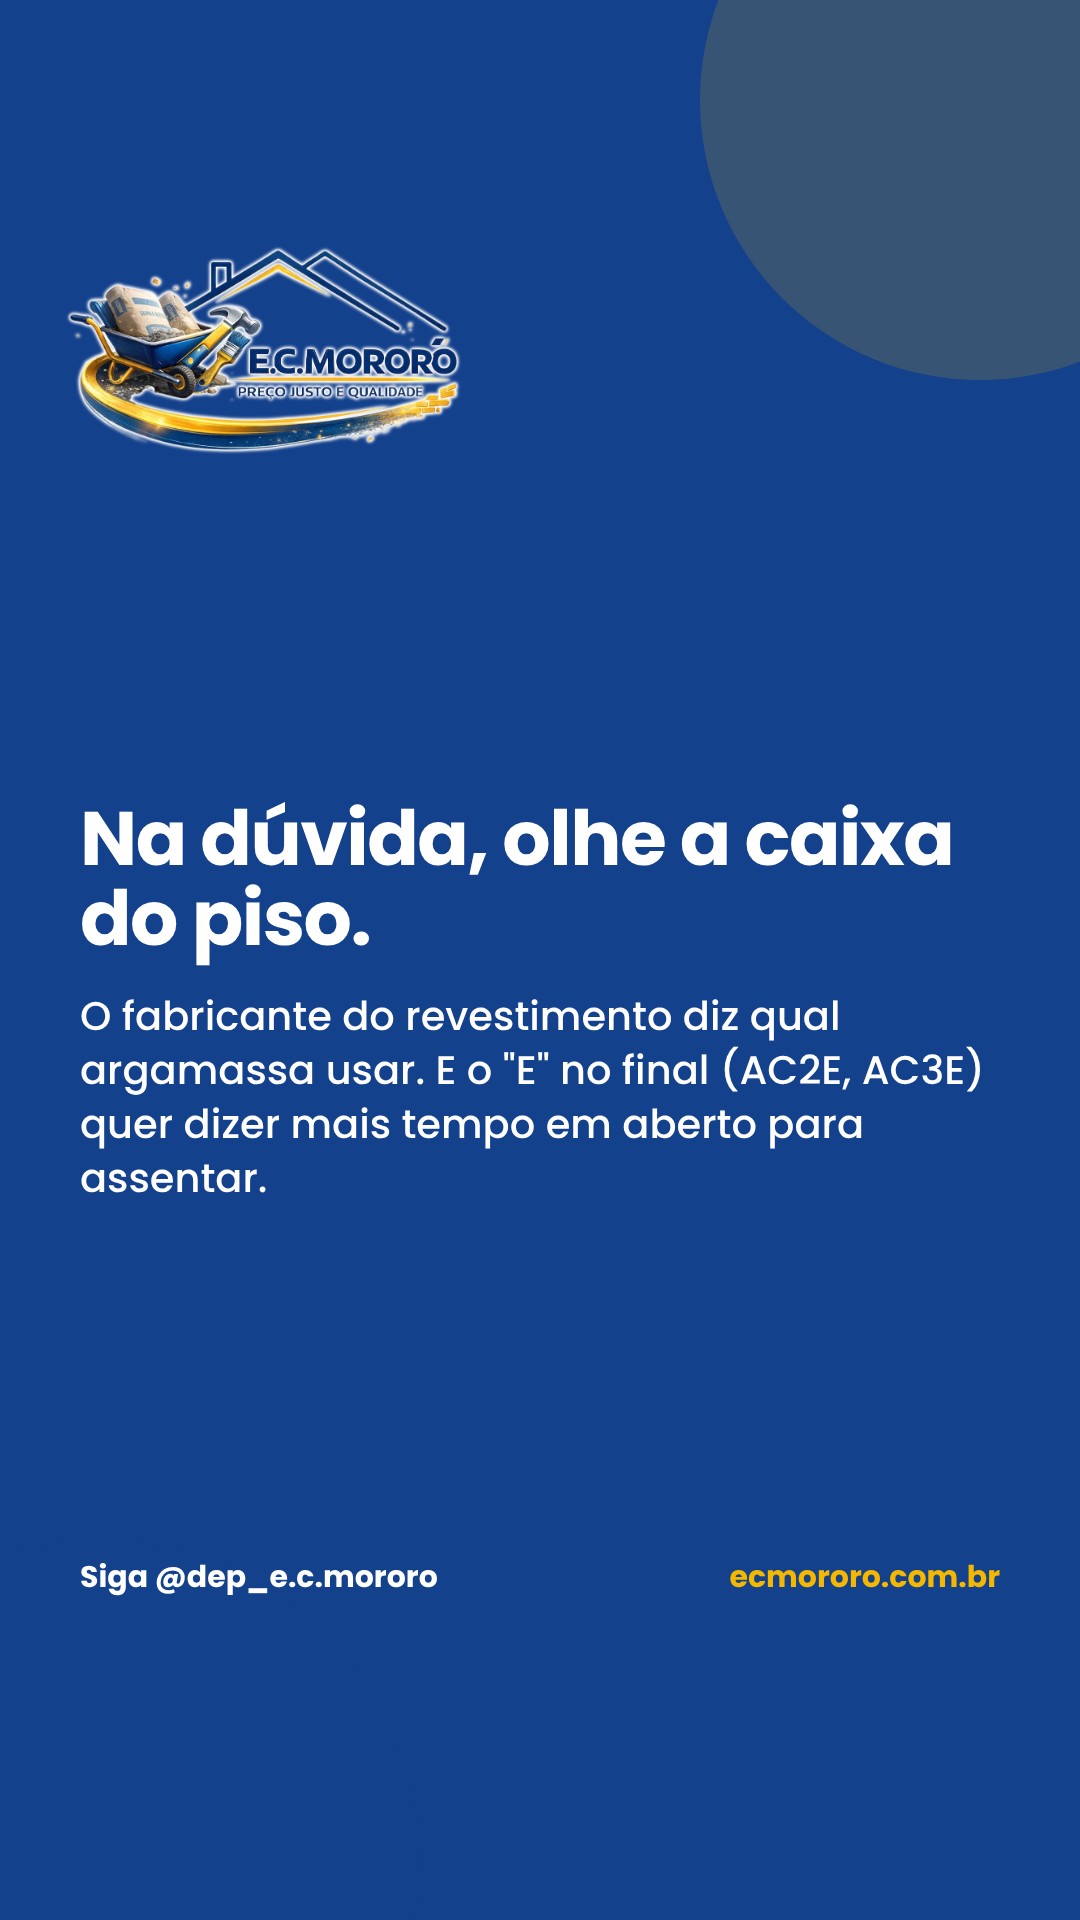 E.C.MORORÓ
PREÇO JUSTO E QUALIDADE
Na dúvida, olhe a caixa
do piso.
O fabricante do revestimento diz qual
argamassa usar. E o "E" no final (AC2E, AC3E)
quer dizer mais tempo em aberto para
assentar.
Siga @dep_e.c.mororo
ecmororo.com.br